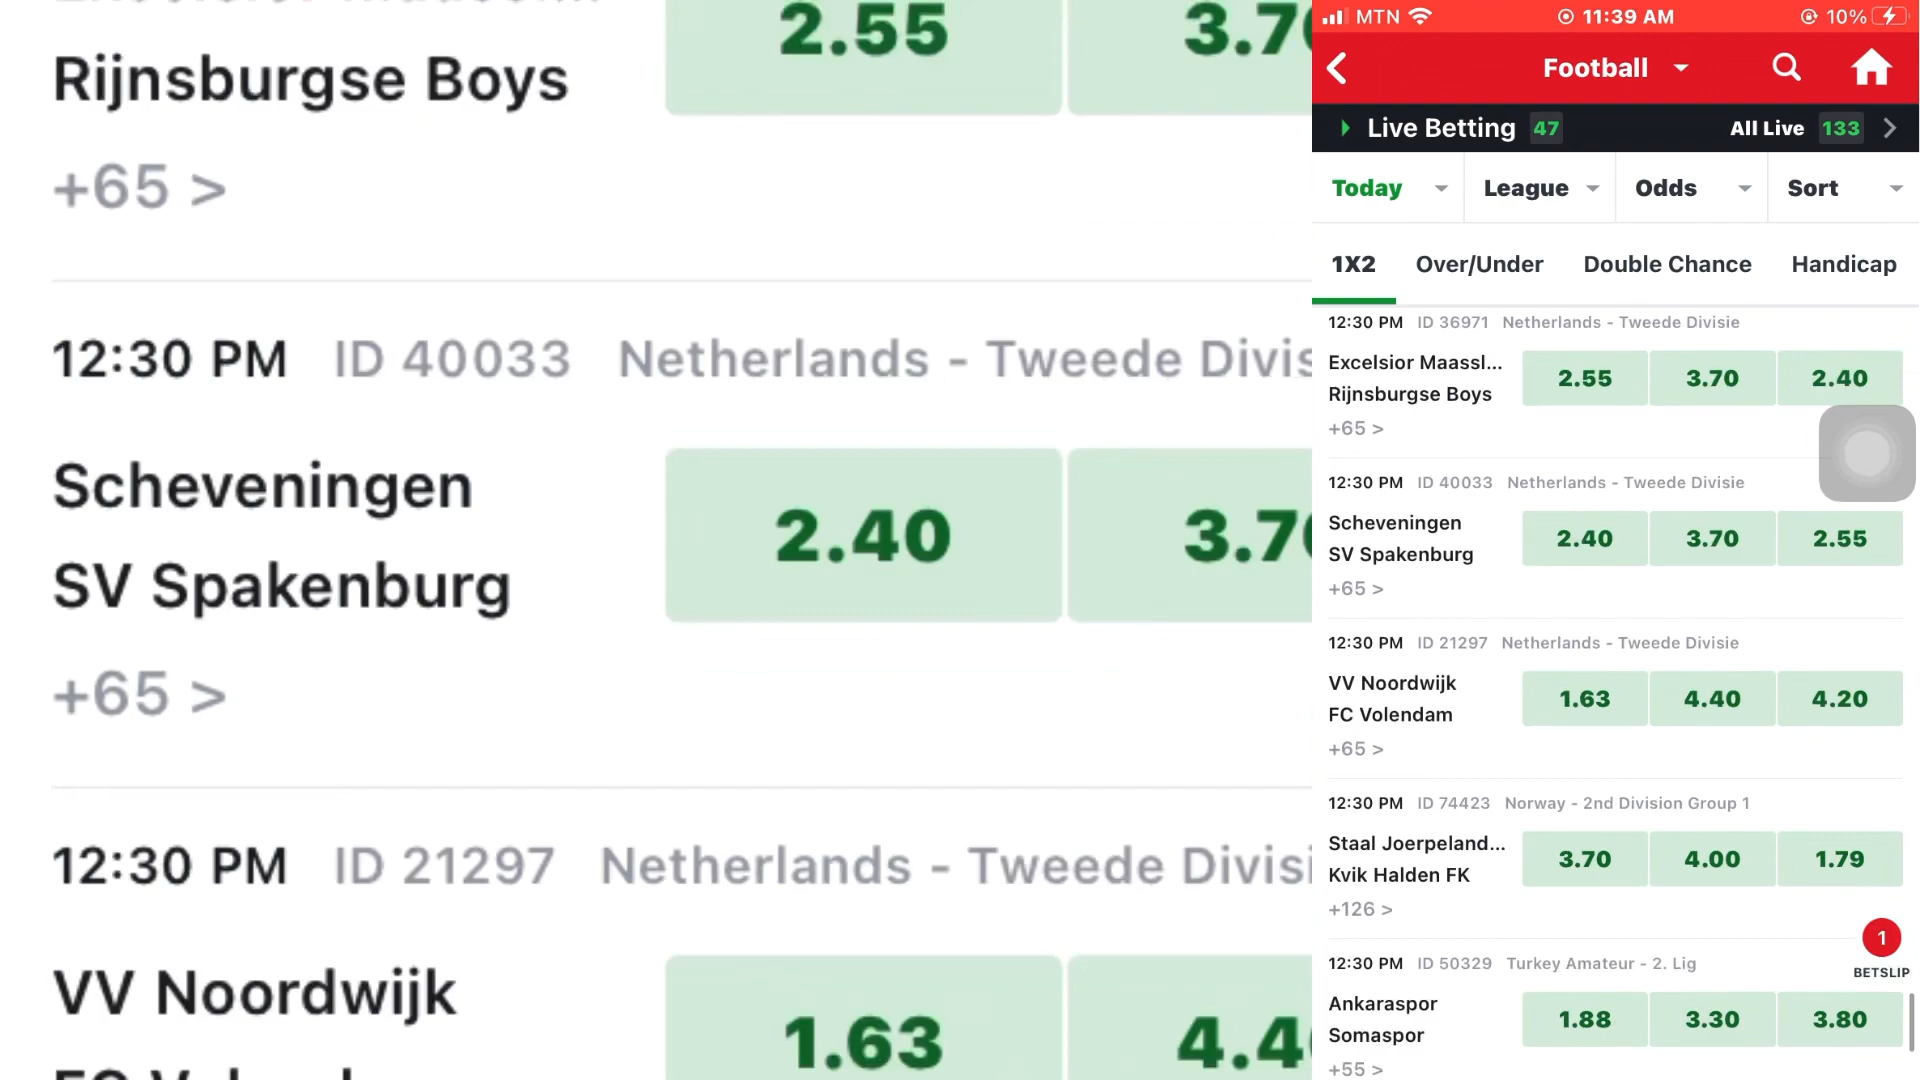 2.55 3.7
Rijnsburgse Boys
+65 >
12:30 PM ID 40033 Netherlands - Tweede Divis
Scheveningen
2.40 3.7
SV Spakenburg
+65 >
12:30 PM ID 21297 Netherlands - Tweede Divisi
VV Noordwijk
1.63 4.4
MTN 11:39 AM 10%
Football
Live Betting 47 All Live 133
Today League Odds Sort
1X2 Over/Under Double Chance Handicap
12:30 PM ID 36971 Netherlands - Tweede Divisie
Excelsior Maassl...
2.55 3.70 2.40
Rijnsburgse Boys
+65 >
12:30 PM ID 40033 Netherlands - Tweede Divisie
Scheveningen
2.40 3.70 2.55
SV Spakenburg
+65 >
12:30 PM ID 21297 Netherlands - Tweede Divisie
VV Noordwijk
1.63 4.40 4.20
FC Volendam
+65 >
12:30 PM ID 74423 Norway - 2nd Division Group 1
Staal Joerpeland...
3.70 4.00 1.79
Kvik Halden FK
+126 >
1
BETSLIP
12:30 PM ID 50329 Turkey Amateur - 2. Lig
Ankaraspor
1.88 3.30 3.80
Somaspor
+55 >